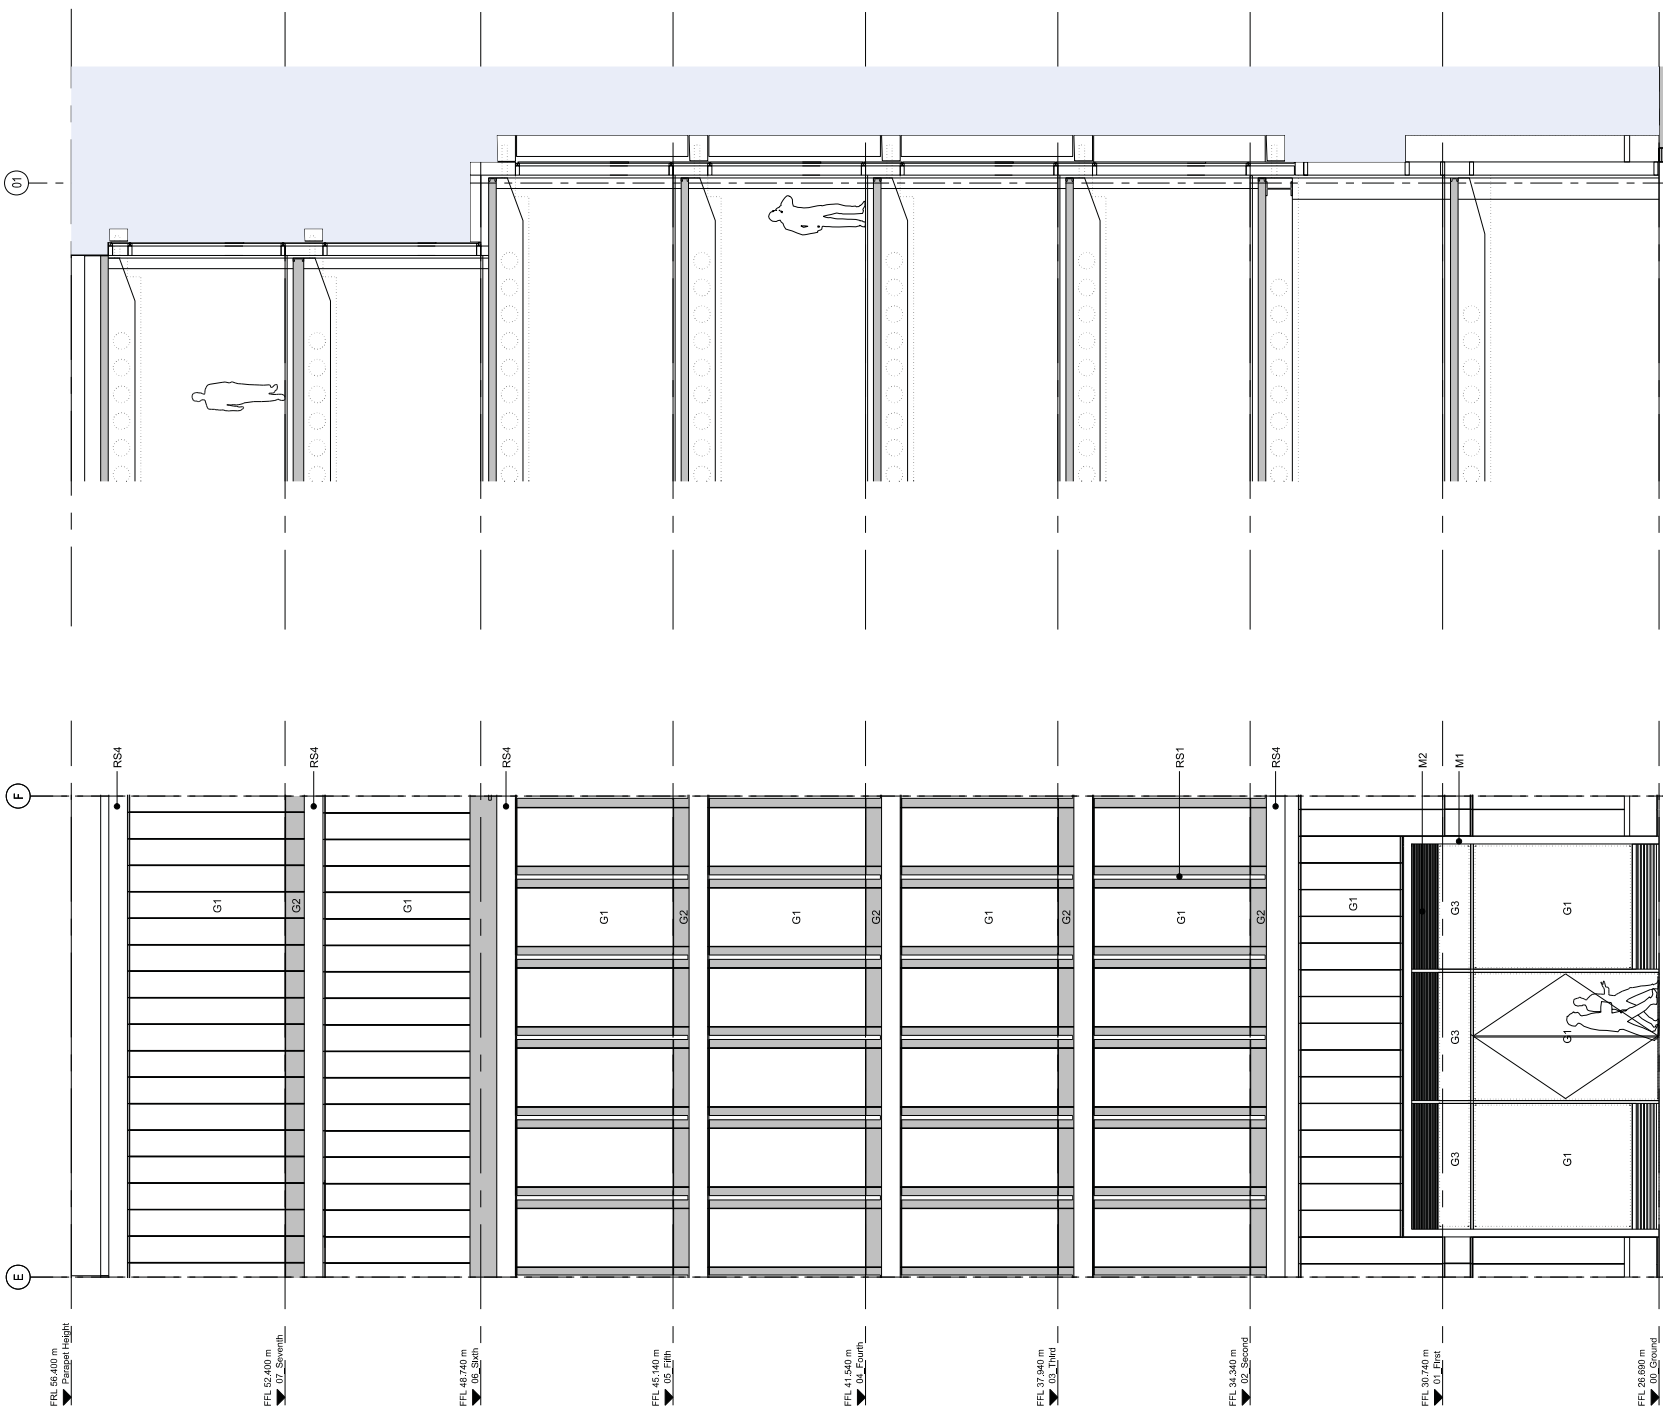 01
F
RS4
RS4
RS4
RS1
RS4
M2
M1
G1
G2
G1
G1
G2
G1
G2
G1
G2
G1
G2
G1
G3
G1
G3
G1
G3
G1
E
FRL 56.400 m
Parapet Height
FFL 52.400 m
07_Seventh
FFL 48.740 m
06_Sixth
FFL 45.140 m
05_Fifth
FFL 41.540 m
04_Fourth
FFL 37.940 m
03_Third
FFL 34.340 m
02_Second
FFL 30.740 m
01_First
FFL 26.690 m
00_Ground